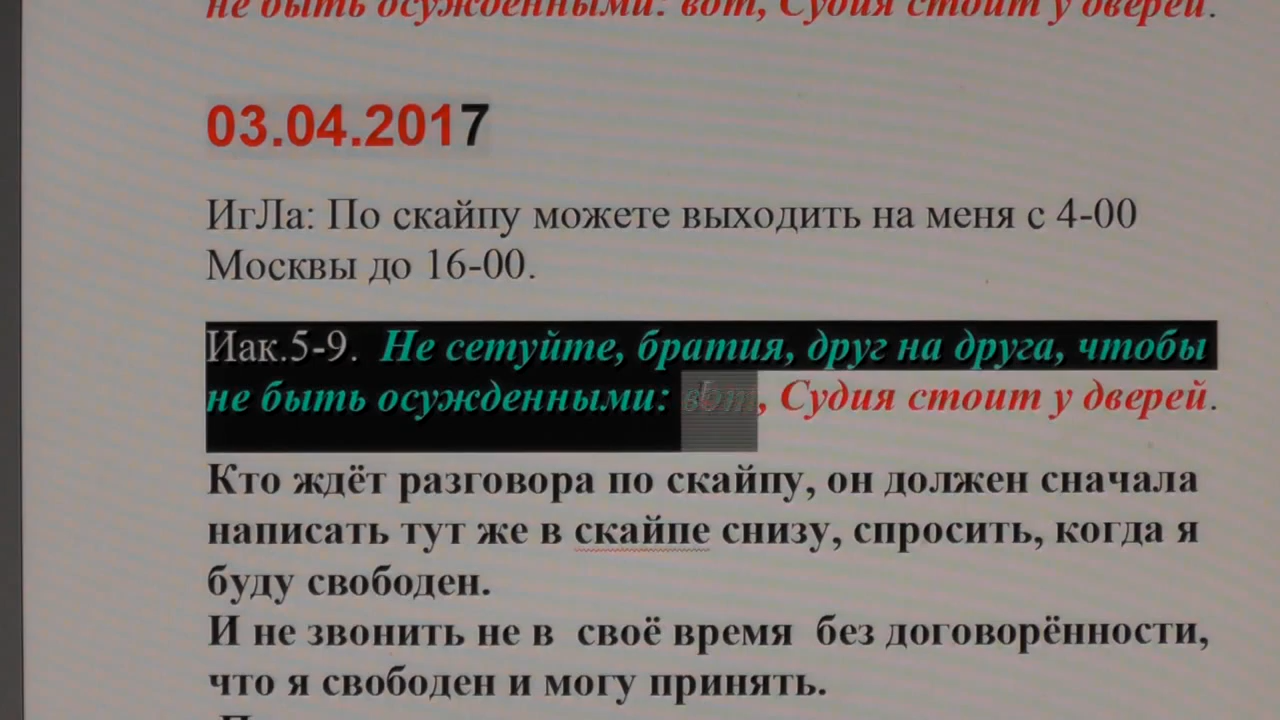 не быть осужденными: вот, Судия стоит у дверей.
03.04.2017
ИгЛа: По скайпу можете выходить на меня с 4-00
Москвы до 16-00.
Иак.5-9. Не сетуйте, братия, друг на друга, чтобы
не быть осужденными: вот, Судия стоит у дверей.
Кто ждёт разговора по скайпу, он должен сначала
написать тут же в скайпе снизу, спросить, когда я
буду свободен.
И не звонить не в своё время без договорённости,
что я свободен и могу принять.